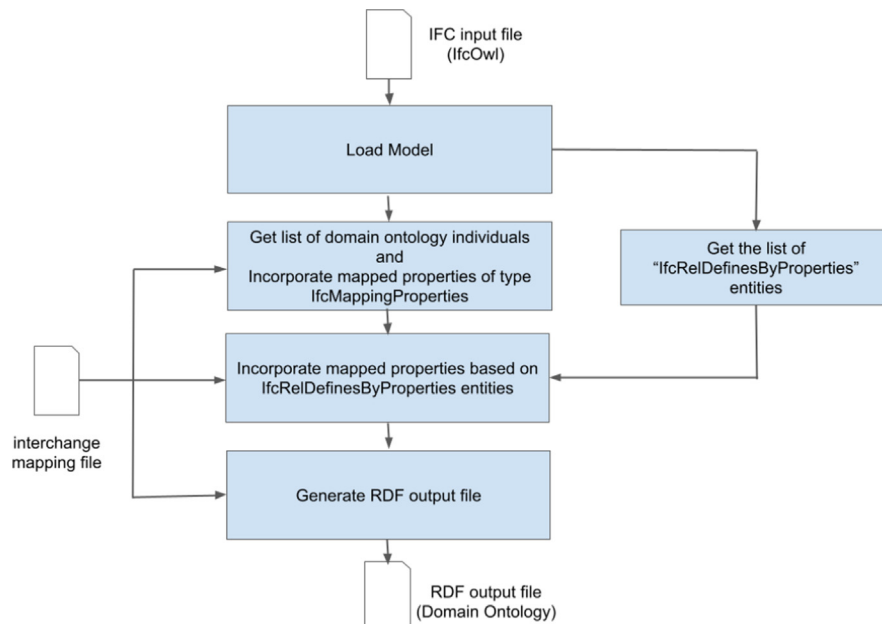 IFC input file
(IfcOwl)
Load Model
Get list of domain ontology individuals
and
Incorporate mapped properties of type
IfcMappingProperties
Get the list of
“IfcRelDefinesByProperties”
entities
Incorporate mapped properties based on
IfcRelDefinesByProperties entities
interchange
mapping file
Generate RDF output file
RDF output file
(Domain Ontology)